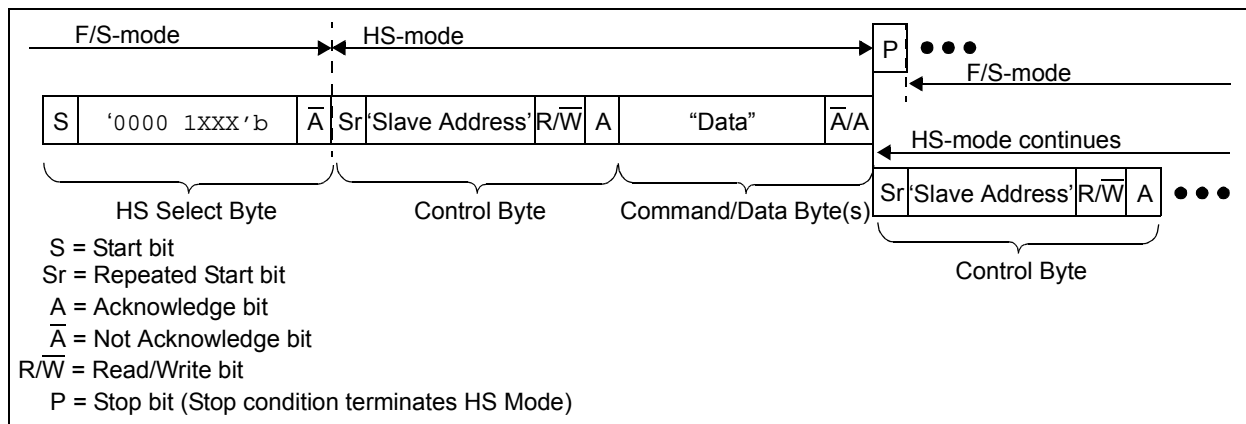 F/S-mode HS-mode
P •••
F/S-mode
S '0000 1XXX'b A̅ Sr 'Slave Address' R/W̅ A "Data" A̅/A
HS-mode continues
Sr 'Slave Address' R/W̅ A •••
HS Select Byte Control Byte Command/Data Byte(s)
Control Byte
S = Start bit
Sr = Repeated Start bit
A = Acknowledge bit
A̅ = Not Acknowledge bit
R/W̅ = Read/Write bit
P = Stop bit (Stop condition terminates HS Mode)